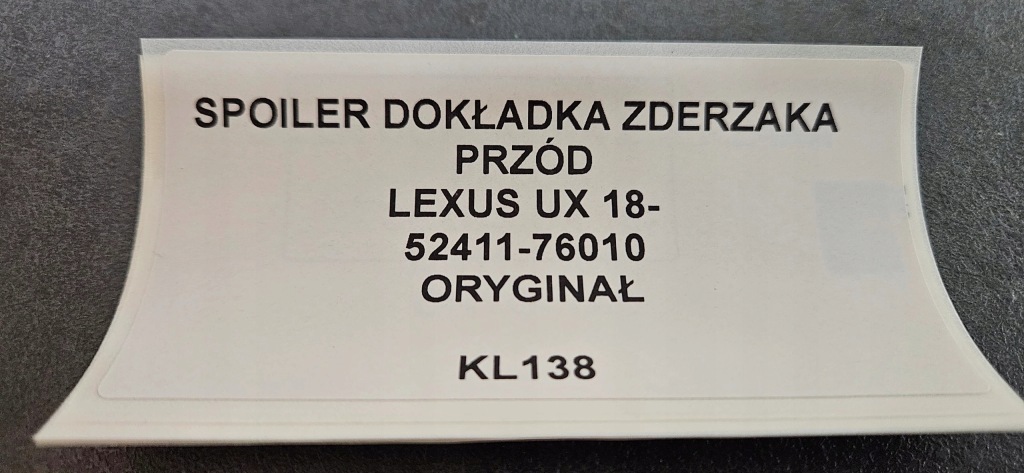 SPOILER DOKŁADKA ZDERZAKA
PRZÓD
LEXUS UX 18-
52411-76010
ORYGINAŁ
KL138